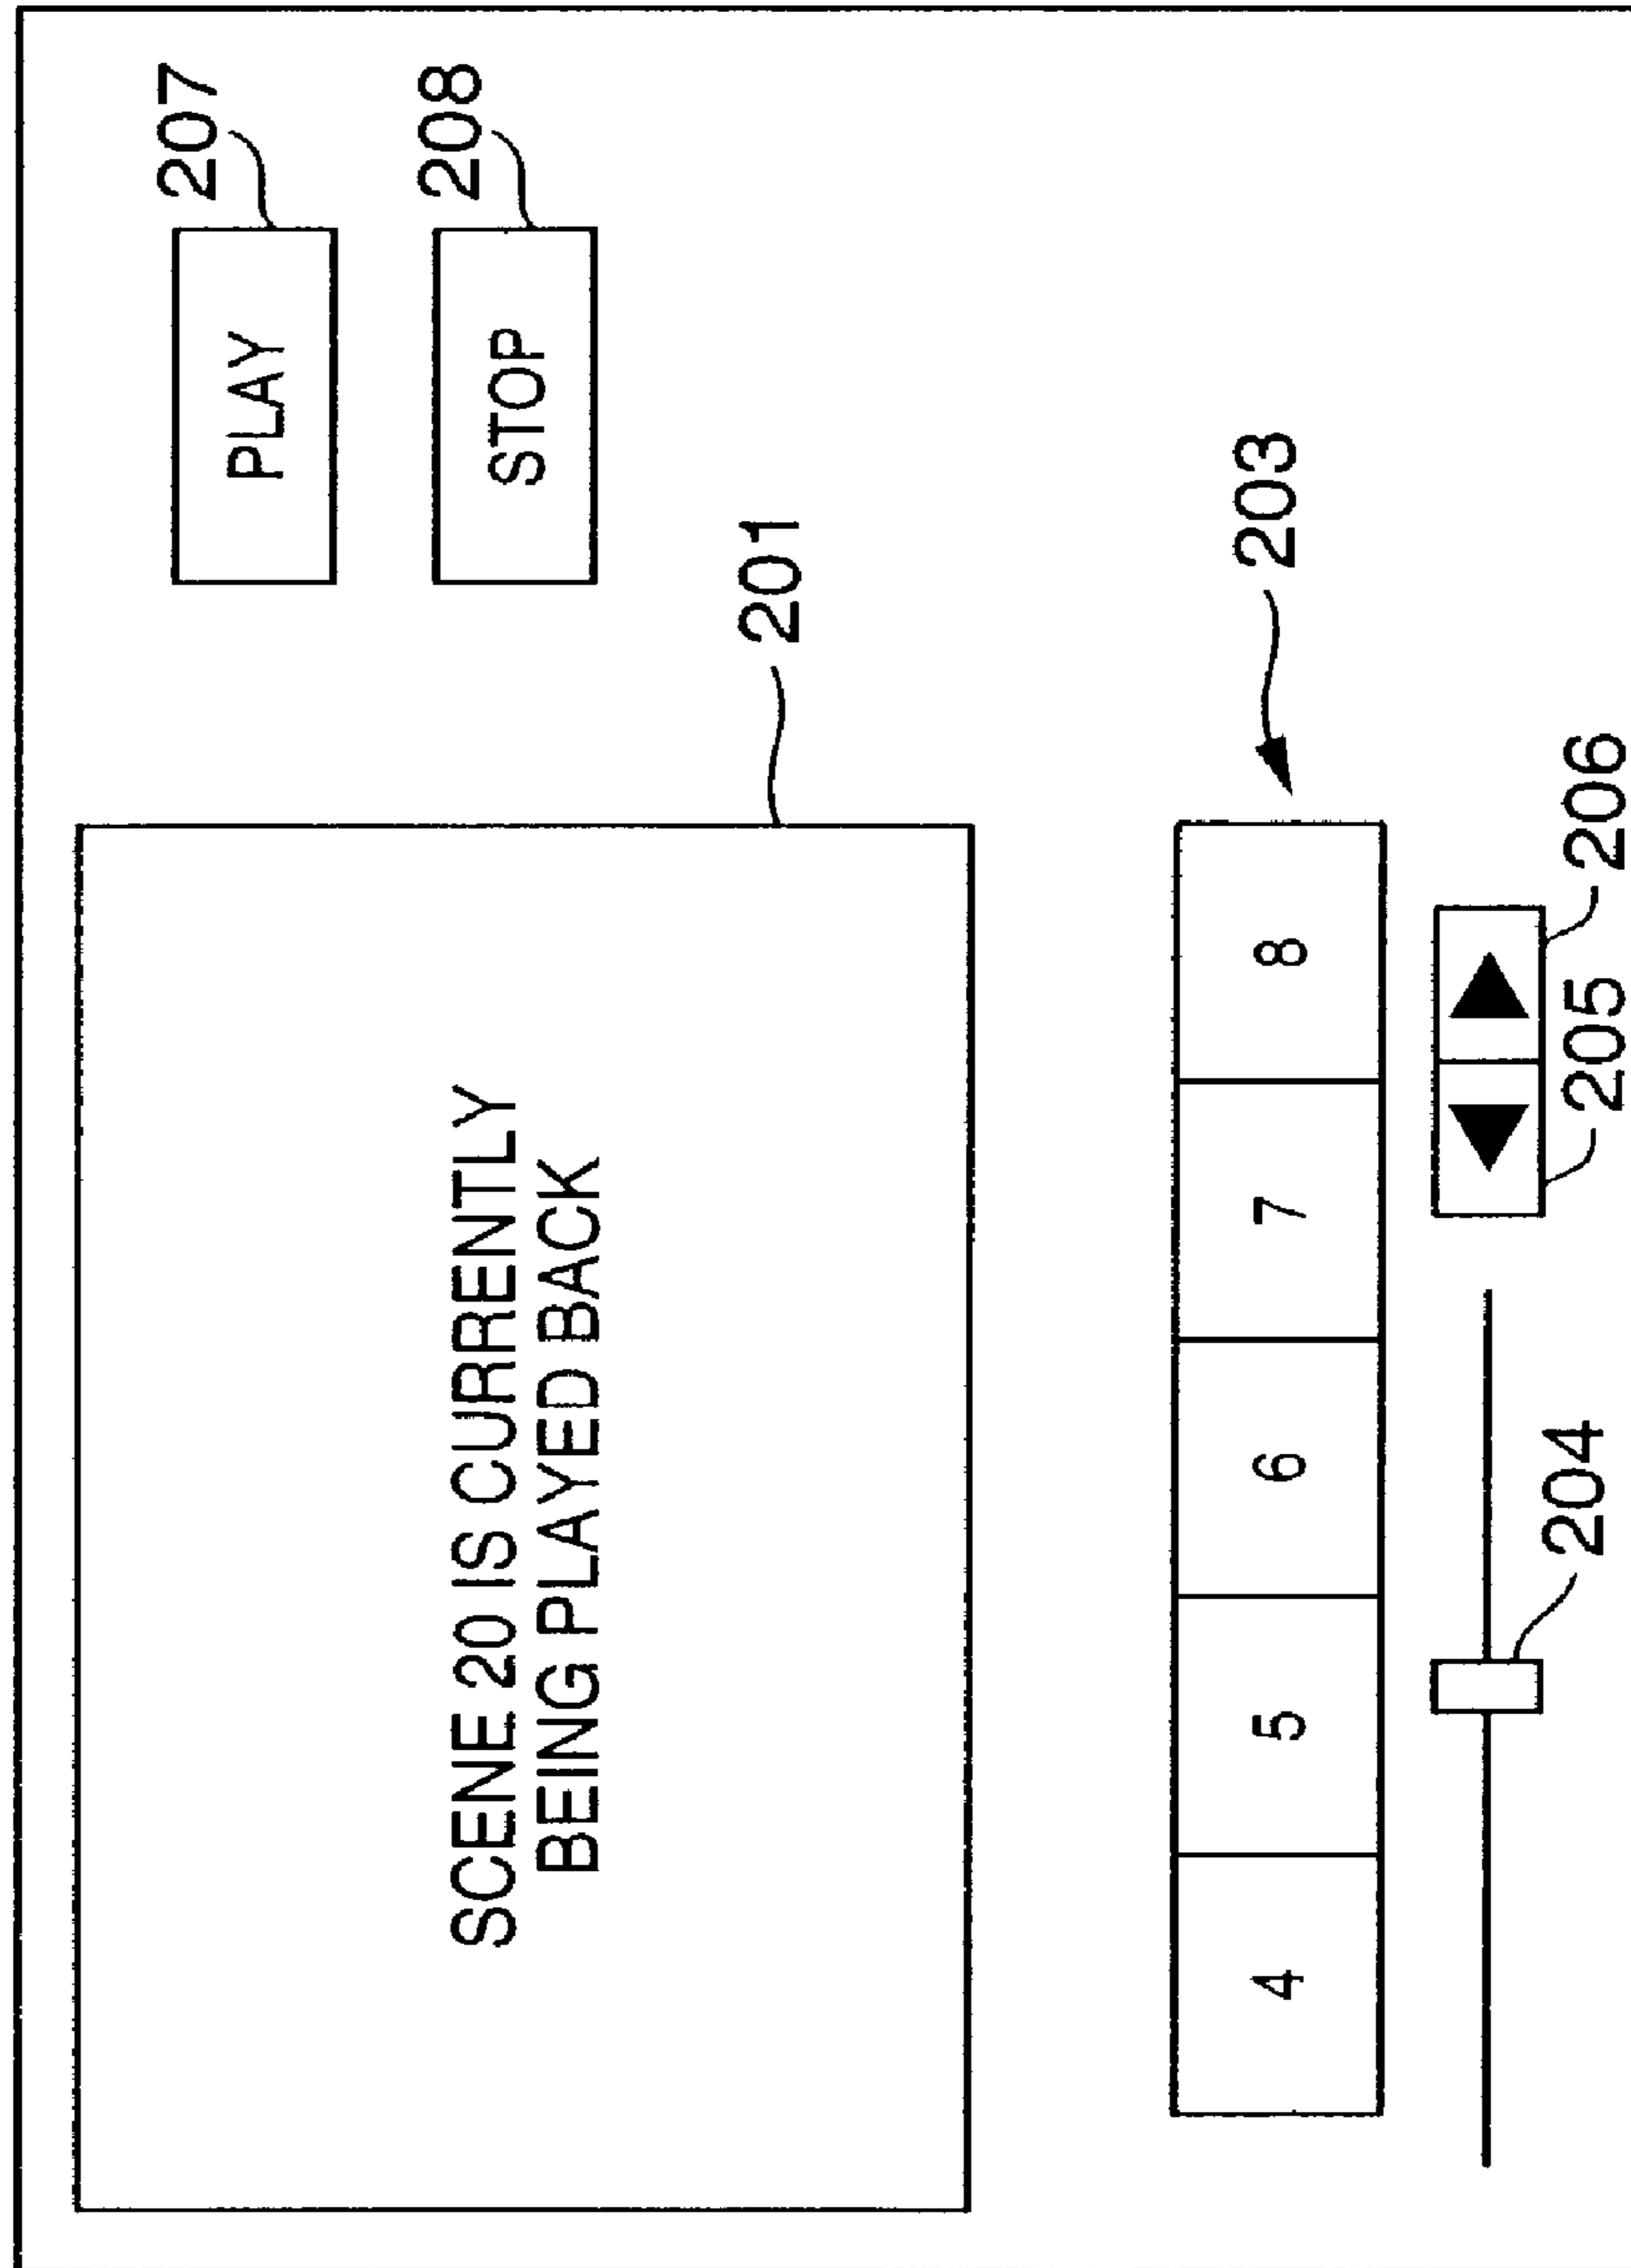 207
PLAY
208
STOP
SCENE 20 IS CURRENTLY
BEING PLAYED BACK
201
203
4 5 6 7 8
204
205
206